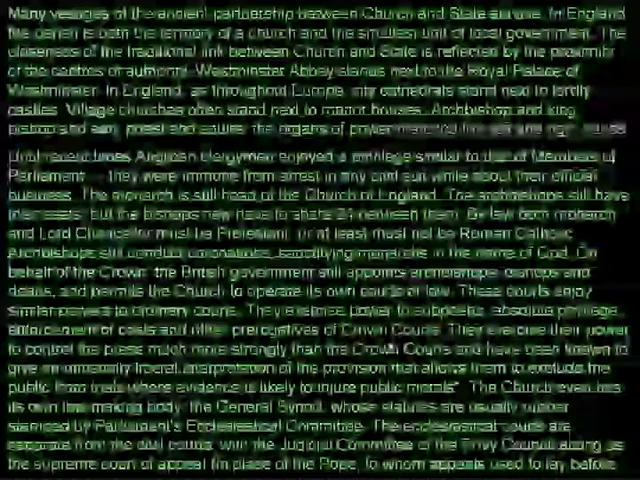 Many vestiges of the ancient partnership between Church and State survive. In England
the parish is both the territory of a church and the smallest unit of local government. The
closeness of the traditional link between Church and State is reflected by the proximity
of the centres of authority. Westminster Abbey stands next to the Royal Palace of
Westminster. In England, as throughout Europe, city cathedrals stand next to lordly
castles. Village churches often stand next to manor houses. Archbishop and king,
bishop and earl, priest and squire, the organs of power
Until recent times Anglican clergymen enjoyed a privilege similar to that of Members of
Parliament they were immune from arrest in any civil suit while about their official
business. The monarch is still head of the Church of England. The archbishops still have
but the bishops now have to share 24 between them. By law both monarch
and Lord Chancellor must be Protestant, or at least must not be Roman Catholic.
Archbishops still conduct coronations, sanctifying monarchs in the name of God. On
behalf of the Crown, the British government still appoints archbishops, bishops and
deans, and permits the Church to operate its own courts of law. These courts enjoy
similar powers to ordinary courts. They exercise power to subpoena, absolute privilege,
enforcement of costs and other prerogatives of Crown Courts. They exercise their power
to control the press much more strongly than the Crown Courts and have been known to
give an unusually liberal interpretation of the provision that allows them to exclude the
public from trials where evidence is likely to injure public morals". The Church even has
its own law making body, the General Synod, whose statutes are usually rubber
stamped by Parliament's Ecclesiastical Committee. The ecclesiastical courts are
separate from the civil courts, with the Judicial Committee of the Privy Council acting as
the supreme court of appeal (in place of the Pope, to whom appeals used to lay before